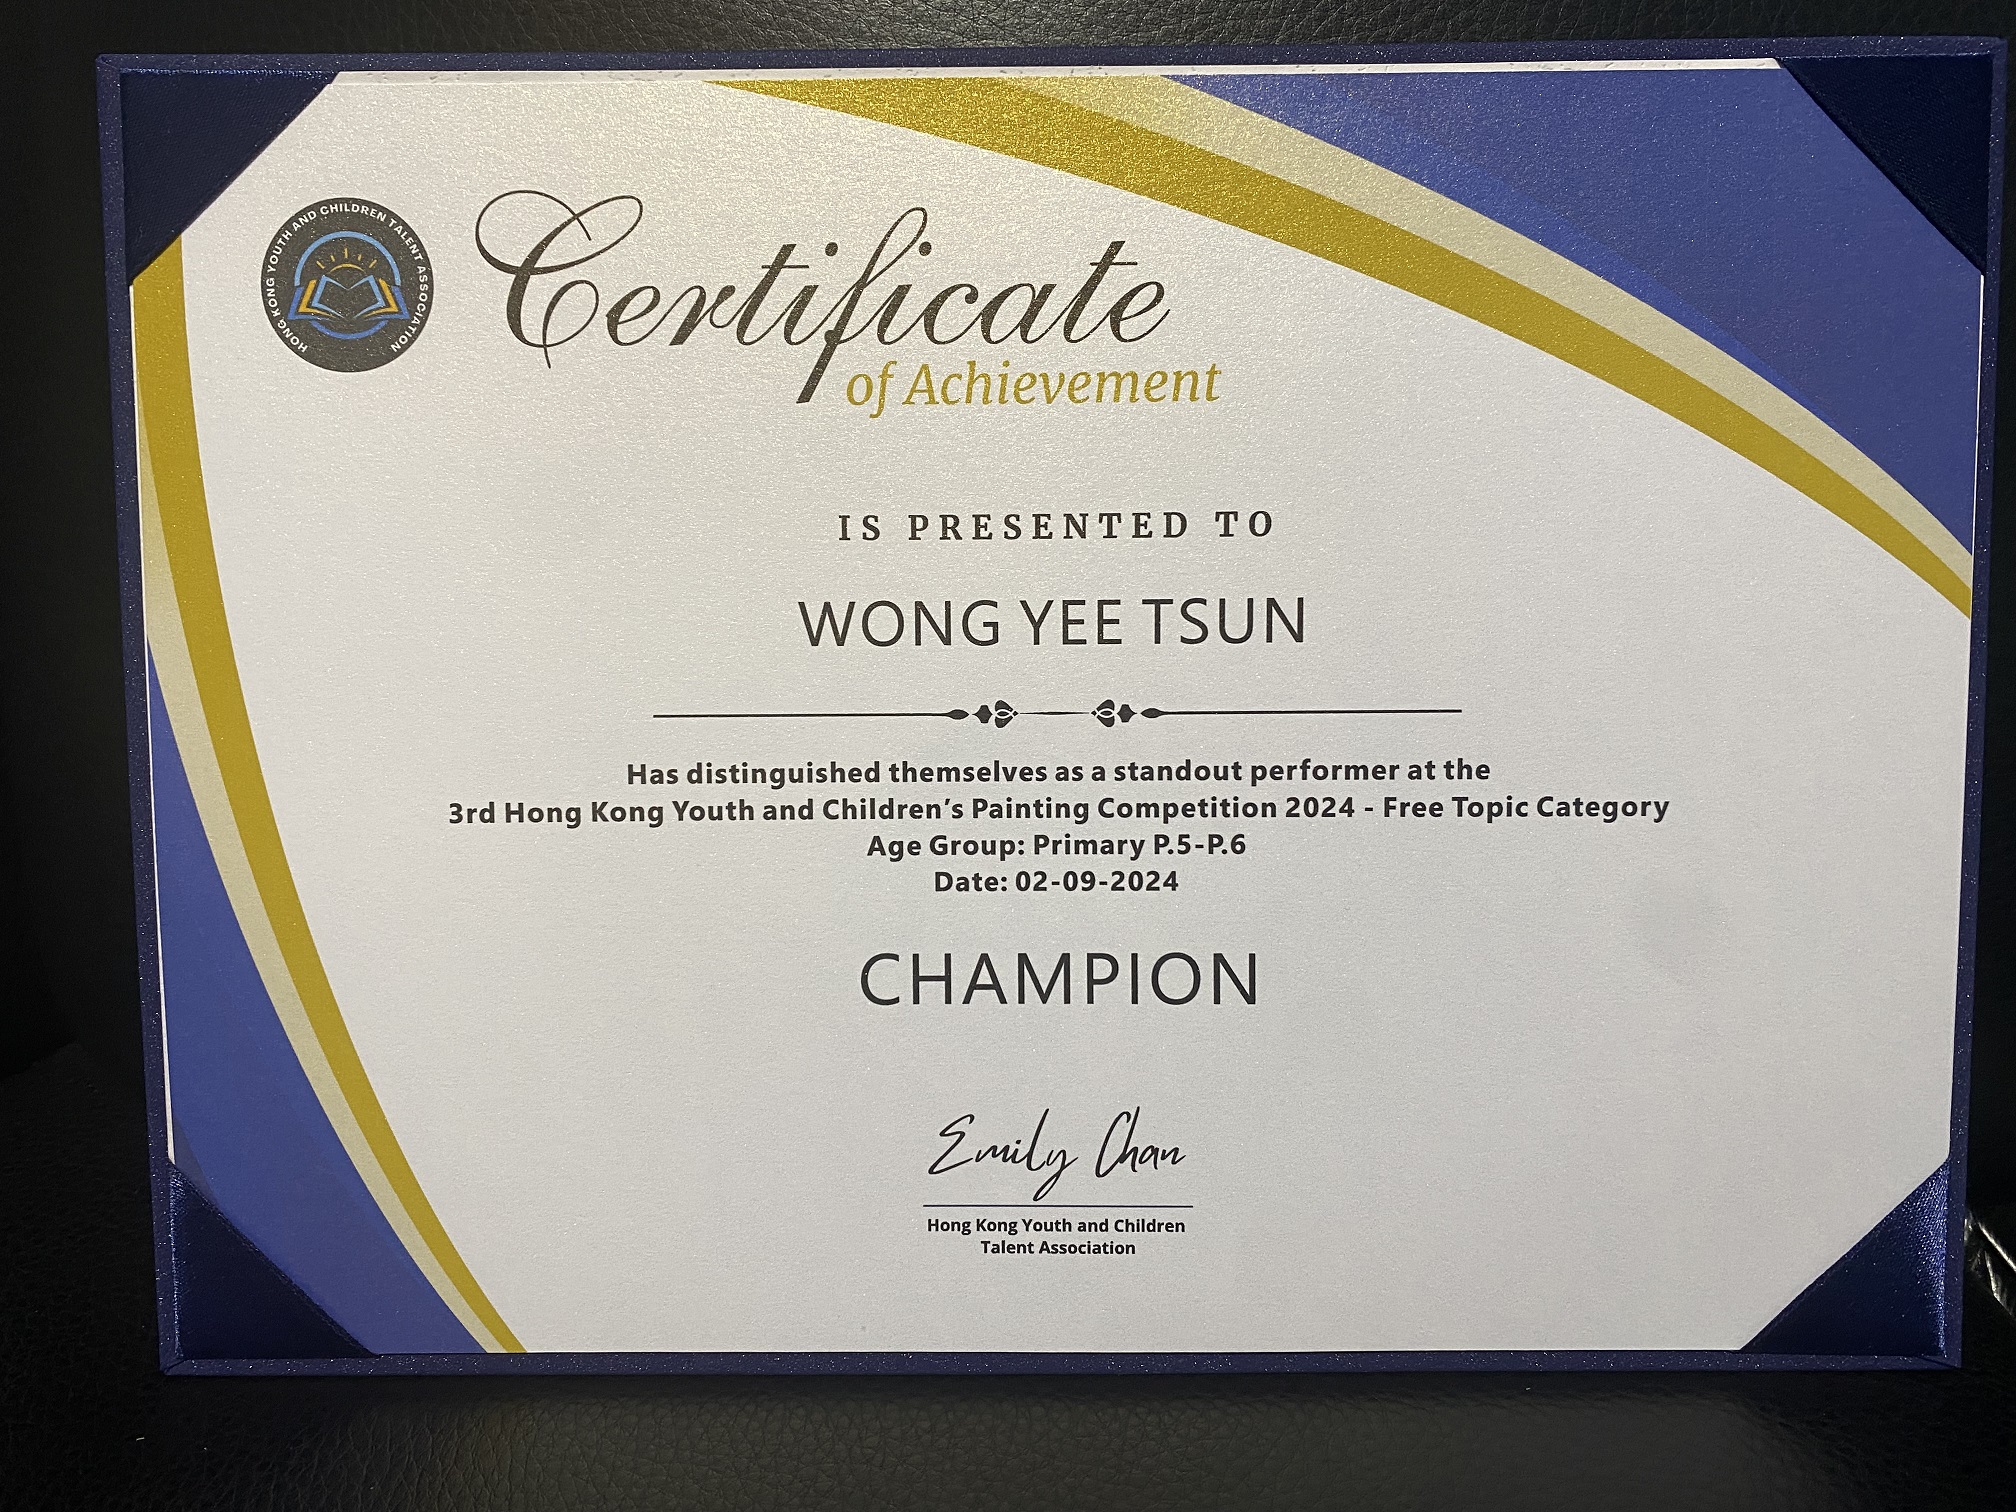 HONG KONG YOUTH AND CHILDREN TALENT ASSOCIATION
Certificate
of Achievement
IS PRESENTED TO
WONG YEE TSUN
Has distinguished themselves as a standout performer at the
3rd Hong Kong Youth and Children’s Painting Competition 2024 - Free Topic Category
Age Group: Primary P.5-P.6
Date: 02-09-2024
CHAMPION
Emily Chan
Hong Kong Youth and Children
Talent Association